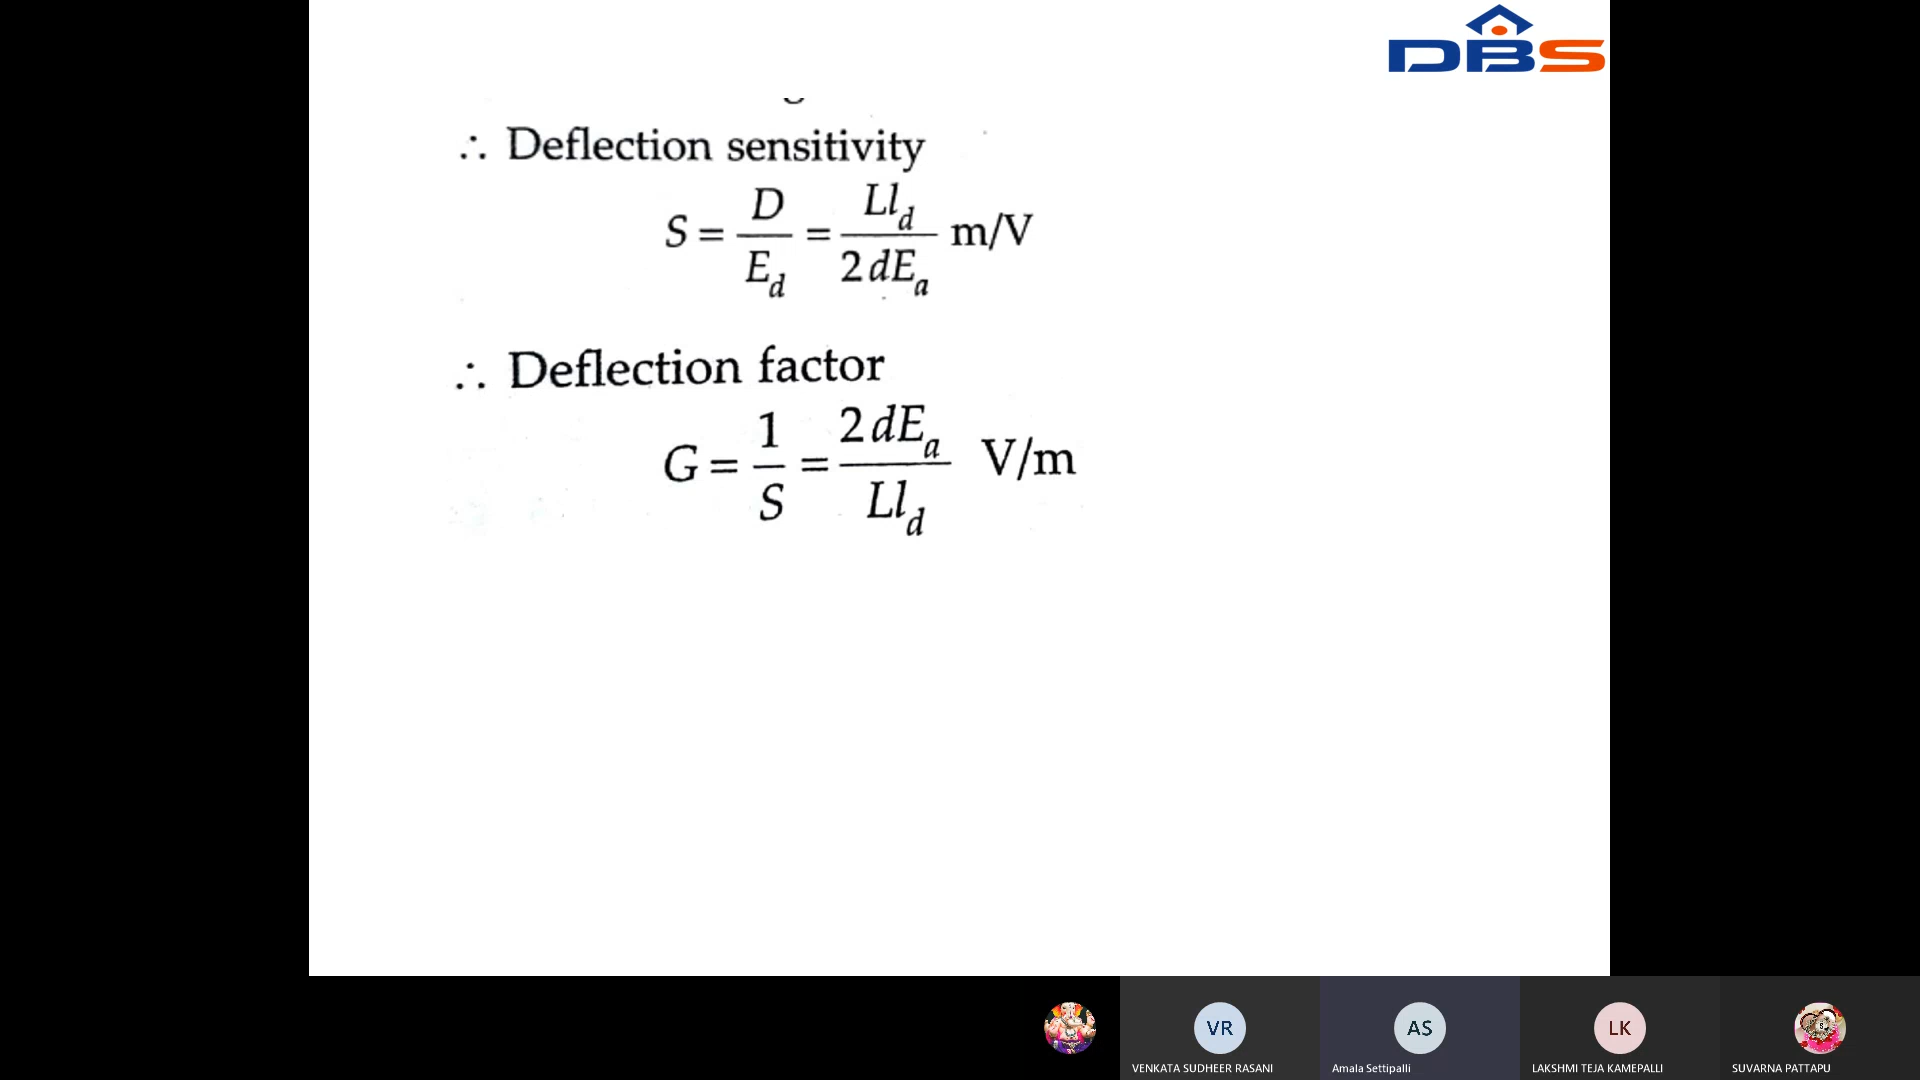 DBS
∴ Deflection sensitivity
S = D/E_d = Ll_d/2dE_a m/V
∴ Deflection factor
G = 1/S = 2dE_a/Ll_d V/m
VR AS LK
VENKATA SUDHEER RASANI Amala Settipalli LAKSHMI TEJA KAMEPALLI SUVARNA PATTAPU